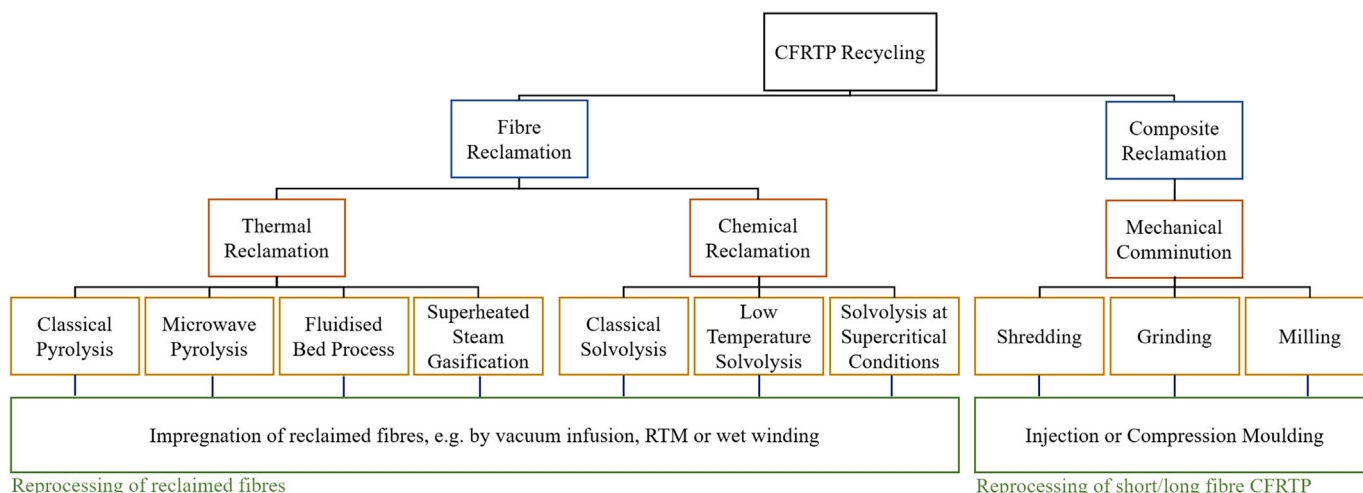 CFRTP Recycling
Fibre
Reclamation
Composite
Reclamation
Thermal
Reclamation
Chemical
Reclamation
Mechanical
Comminution
Classical
Pyrolysis
Microwave
Pyrolysis
Fluidised
Bed Process
Superheated
Steam
Gasification
Classical
Solvolysis
Low
Temperature
Solvolysis
Solvolysis at
Supercritical
Conditions
Shredding
Grinding
Milling
Impregnation of reclaimed fibres, e.g. by vacuum infusion, RTM or wet winding
Injection or Compression Moulding
Reprocessing of reclaimed fibres
Reprocessing of short/long fibre CFRTP